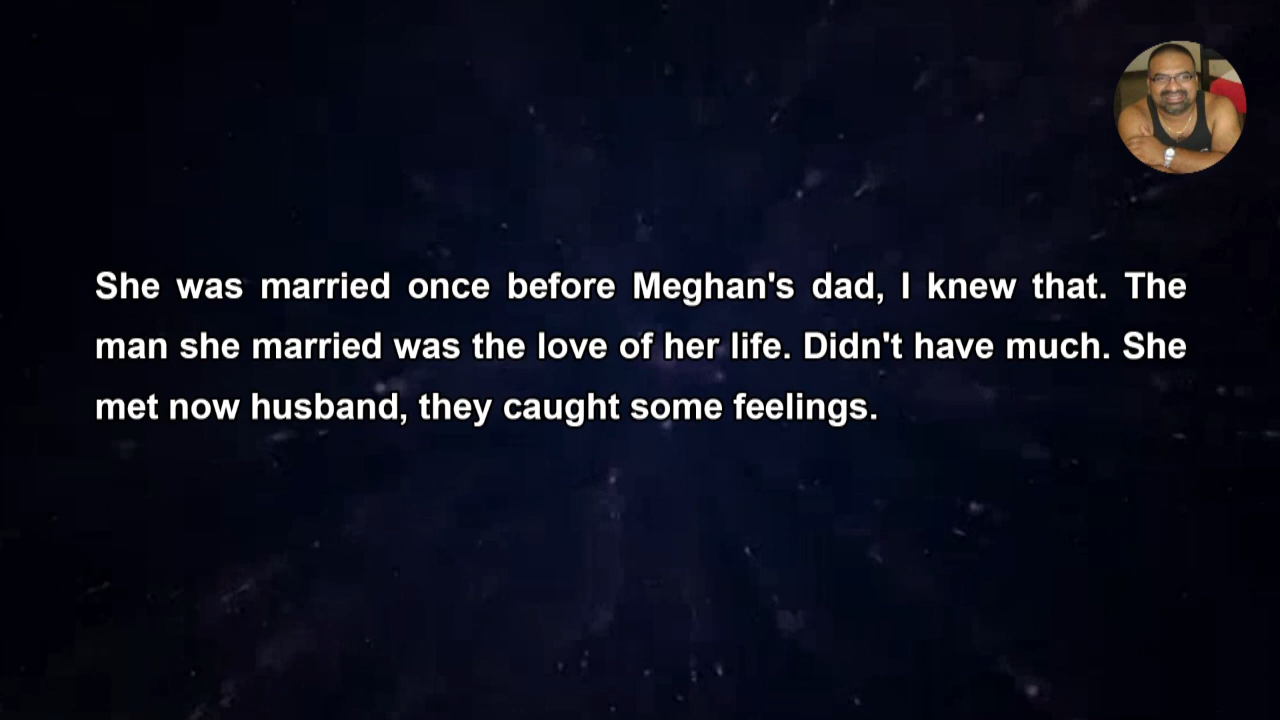 She was married once before Meghan's dad, I knew that. The
man she married was the love of her life. Didn't have much. She
met now husband, they caught some feelings.